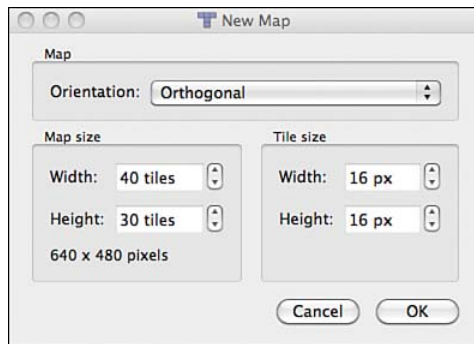 New Map
Map
Orientation: Orthogonal
Map size
Width: 40 tiles
Height: 30 tiles
640 x 480 pixels
Tile size
Width: 16 px
Height: 16 px
Cancel OK